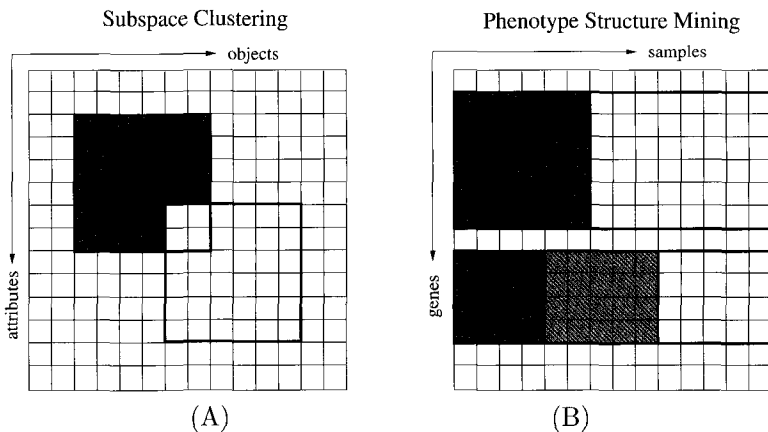 Subspace Clustering
objects
attributes
(A)
Phenotype Structure Mining
samples
genes
(B)